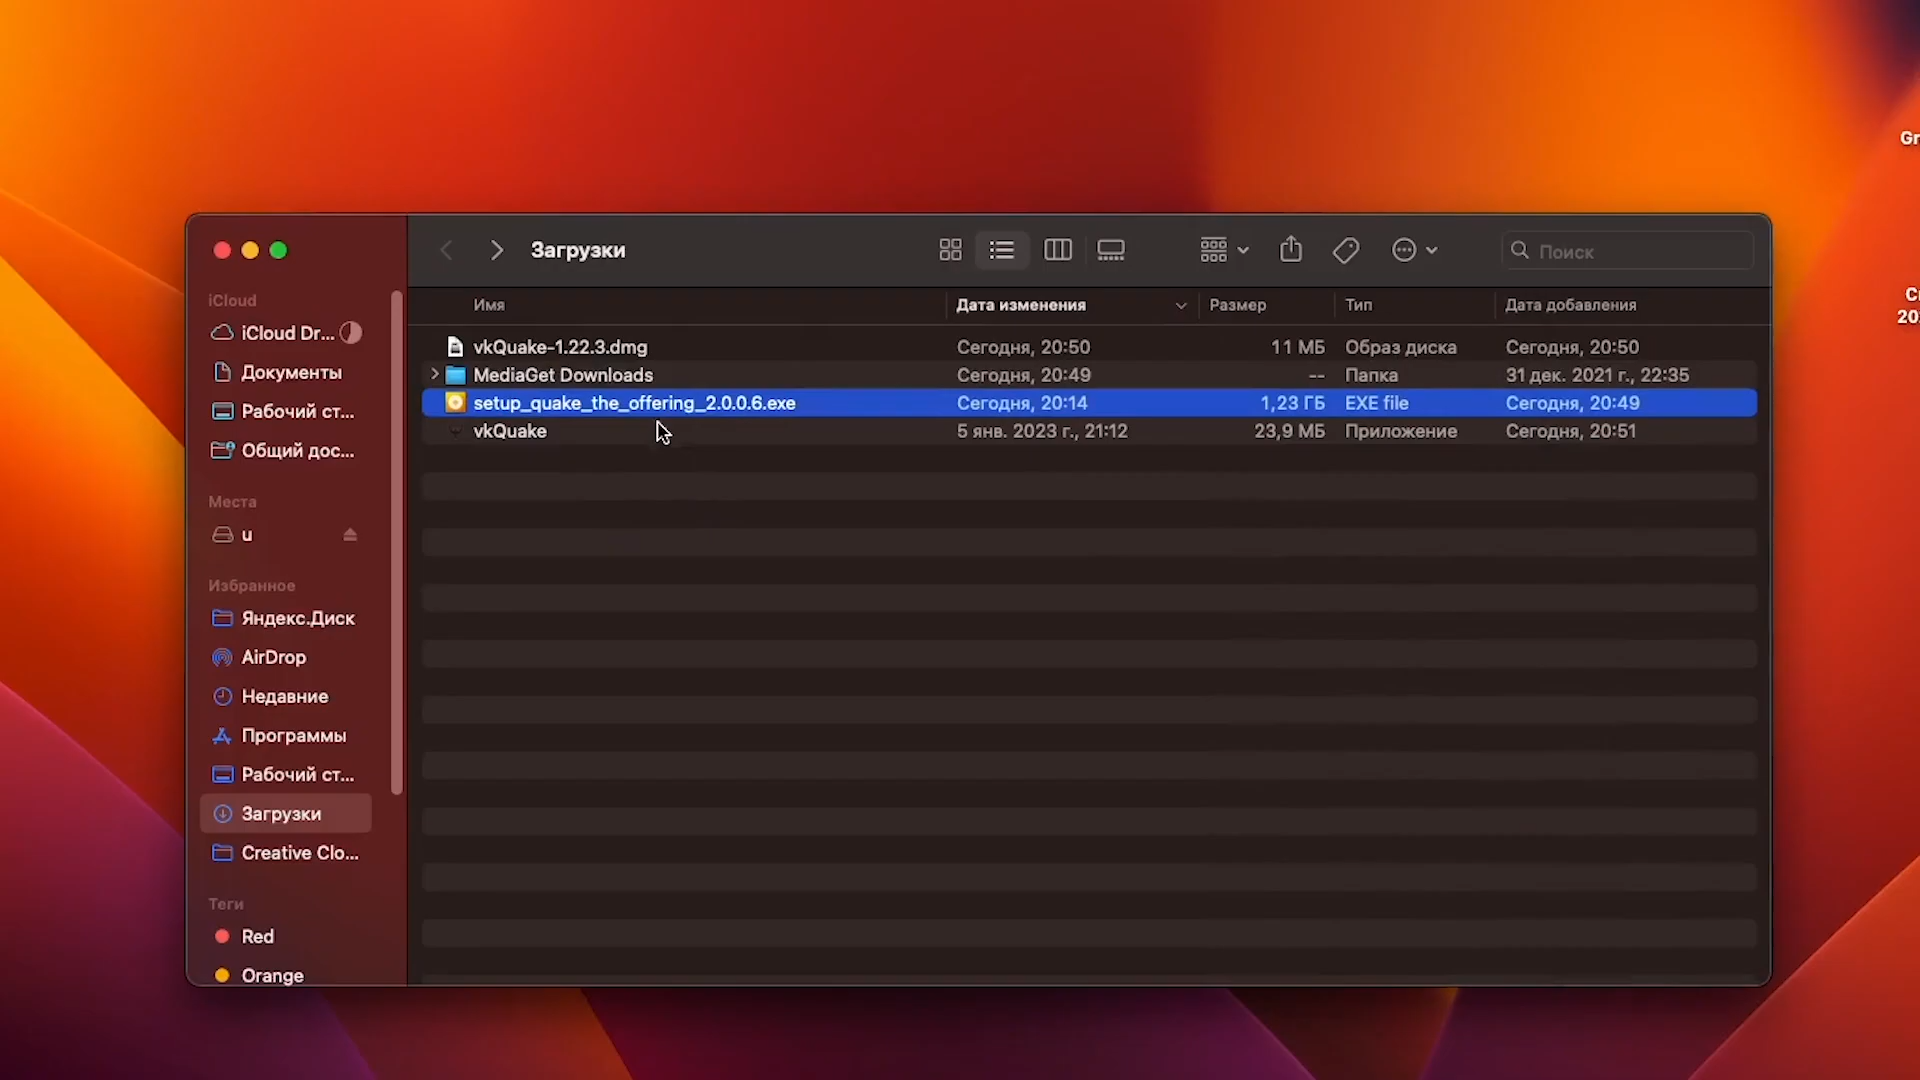 Gr
Загрузки
Поиск
iCloud
iCloud Dr...
Документы
Рабочий ст...
Общий дос...
Места
u
Избранное
Яндекс.Диск
AirDrop
Недавние
Программы
Рабочий ст...
Загрузки
Creative Clo...
Теги
Red
Orange
Имя Дата изменения Размер Тип Дата добавления
vkQuake-1.22.3.dmg Сегодня, 20:50 11 МБ Образ диска Сегодня, 20:50
MediaGet Downloads Сегодня, 20:49 -- Папка 31 дек. 2021 г., 22:35
setup_quake_the_offering_2.0.0.6.exe Сегодня, 20:14 1,23 ГБ EXE file Сегодня, 20:49
vkQuake 5 янв. 2023 г., 21:12 23,9 МБ Приложение Сегодня, 20:51
20